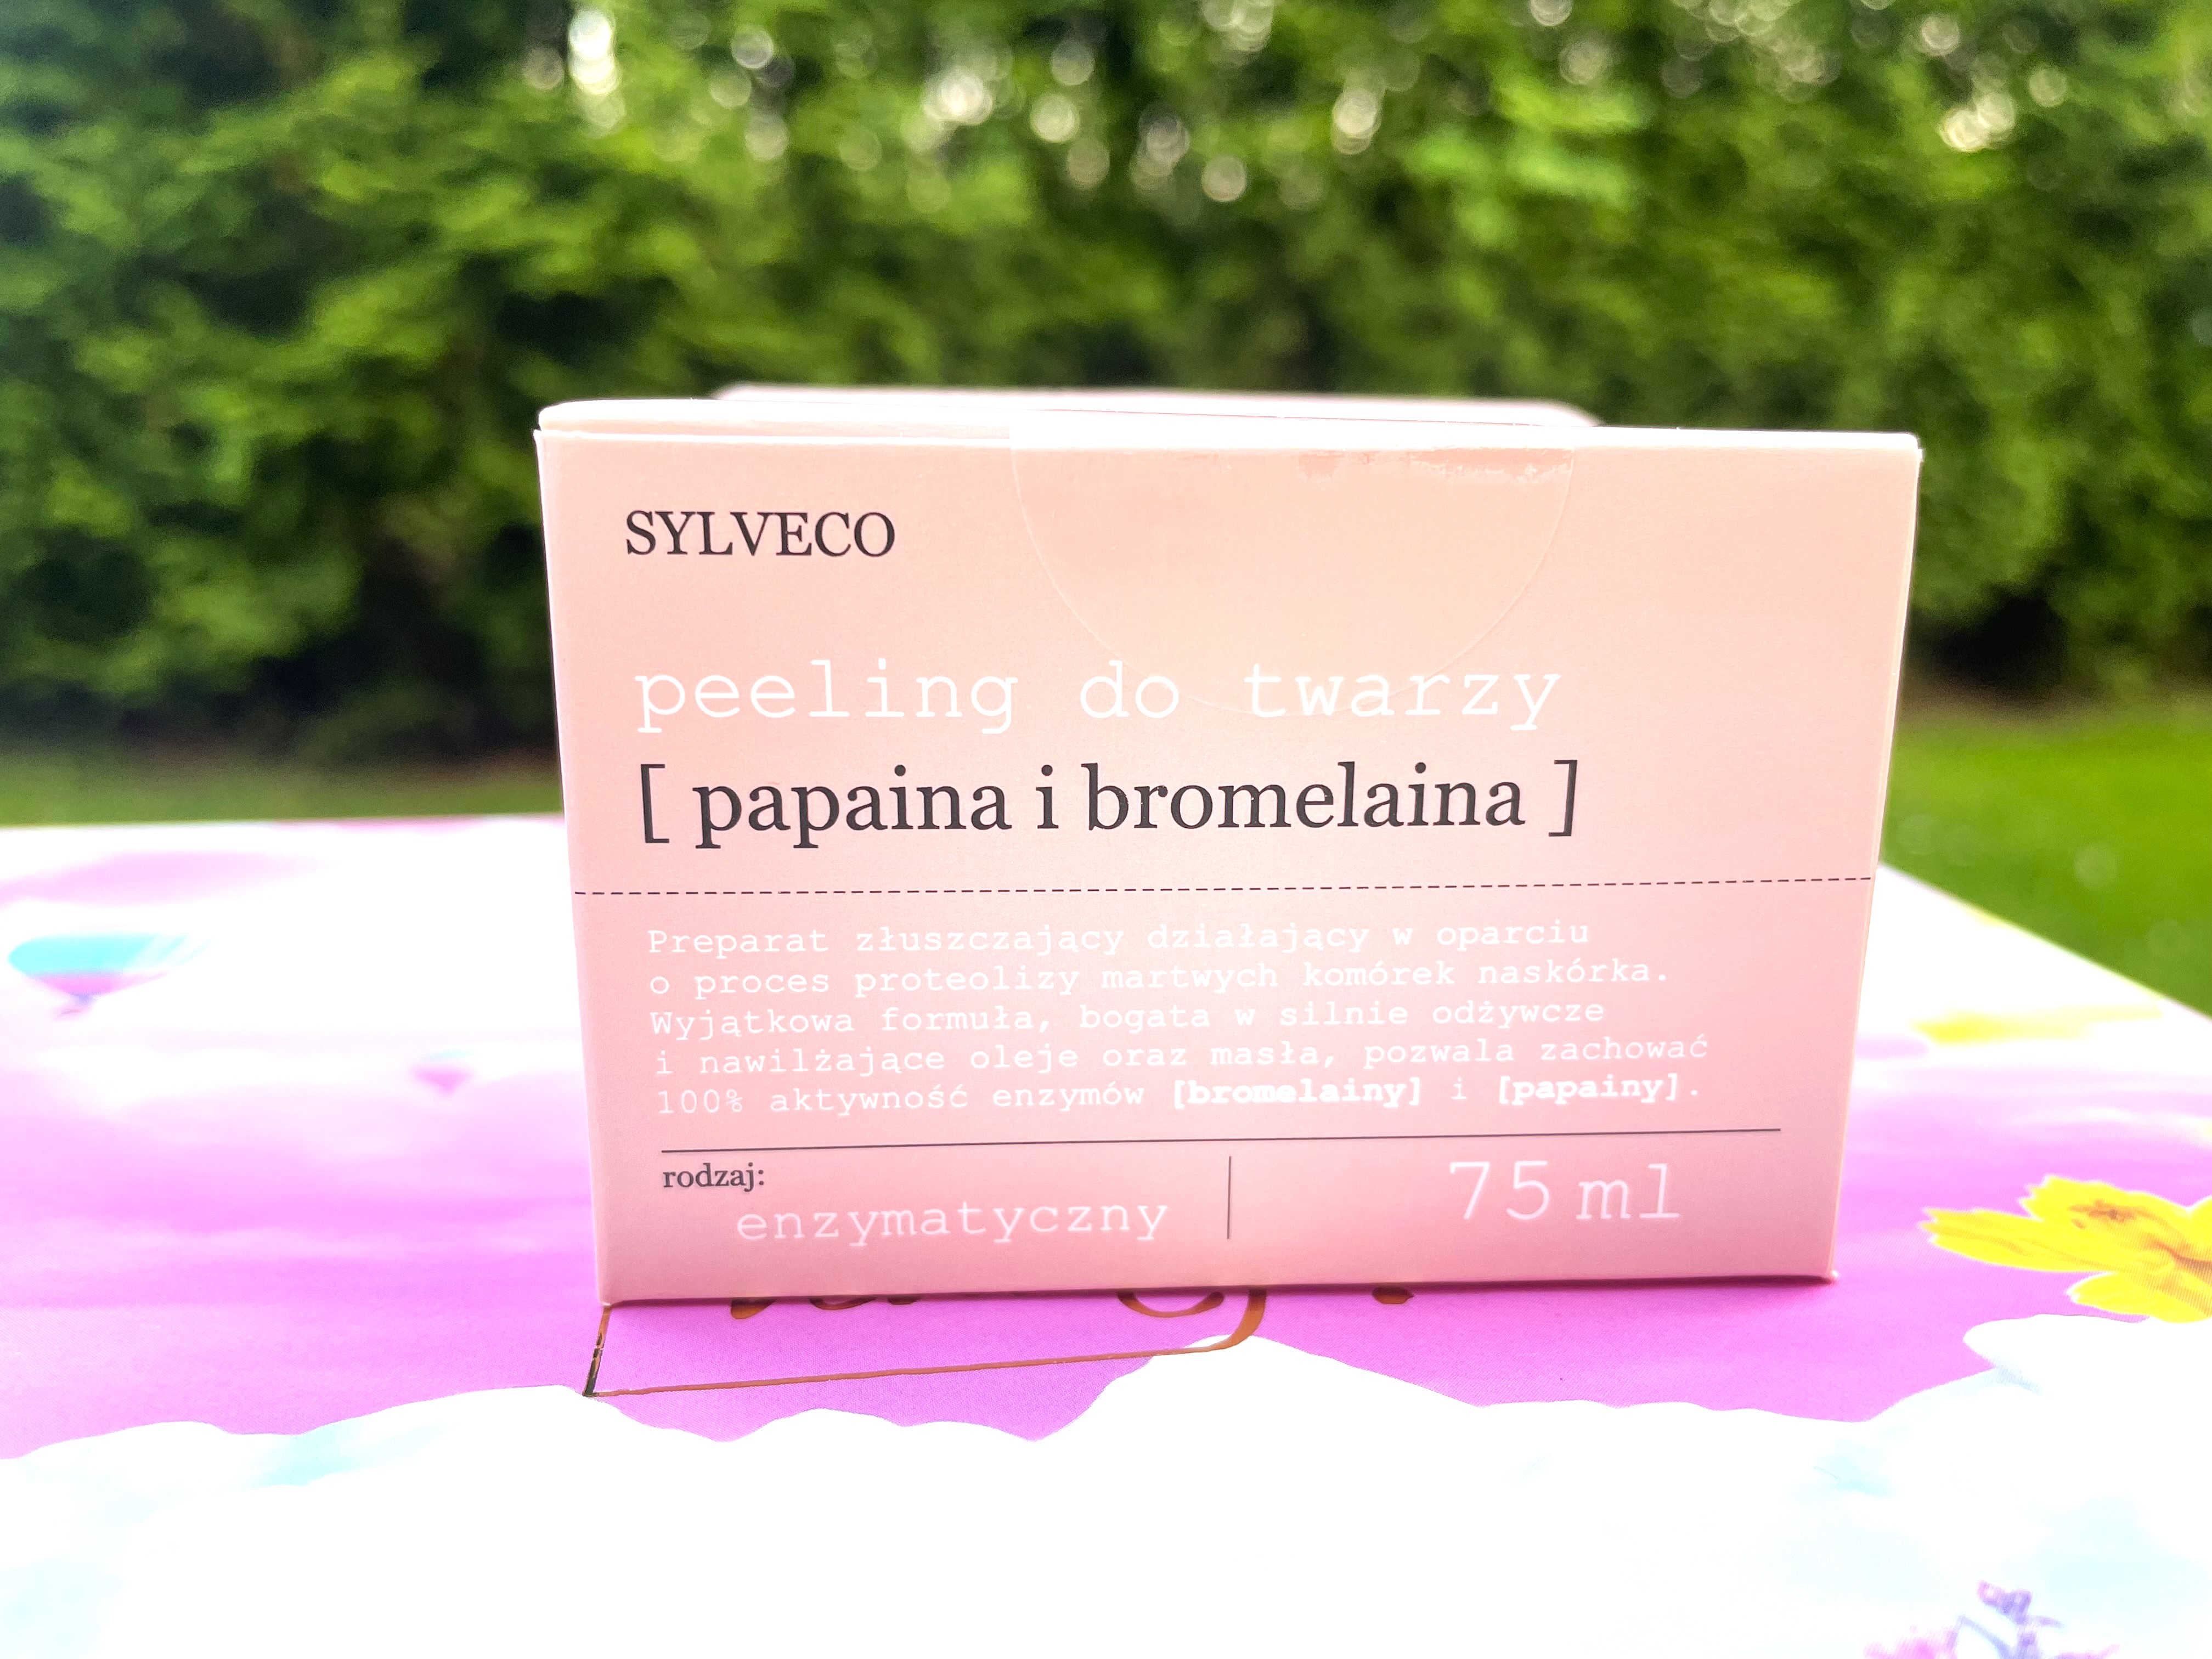 SYLVECO
peeling do twarzy
[ papaina i bromelaina ]
Preparat złuszczający działający w oparciu
o proces proteolizy martwych komórek naskórka.
Wyjątkowa formuła, bogata w silnie odżywcze
i nawilżające oleje oraz masła, pozwala zachować
100% aktywność enzymów [bromelainy] i [papainy].
rodzaj:
enzymatyczny
75 ml